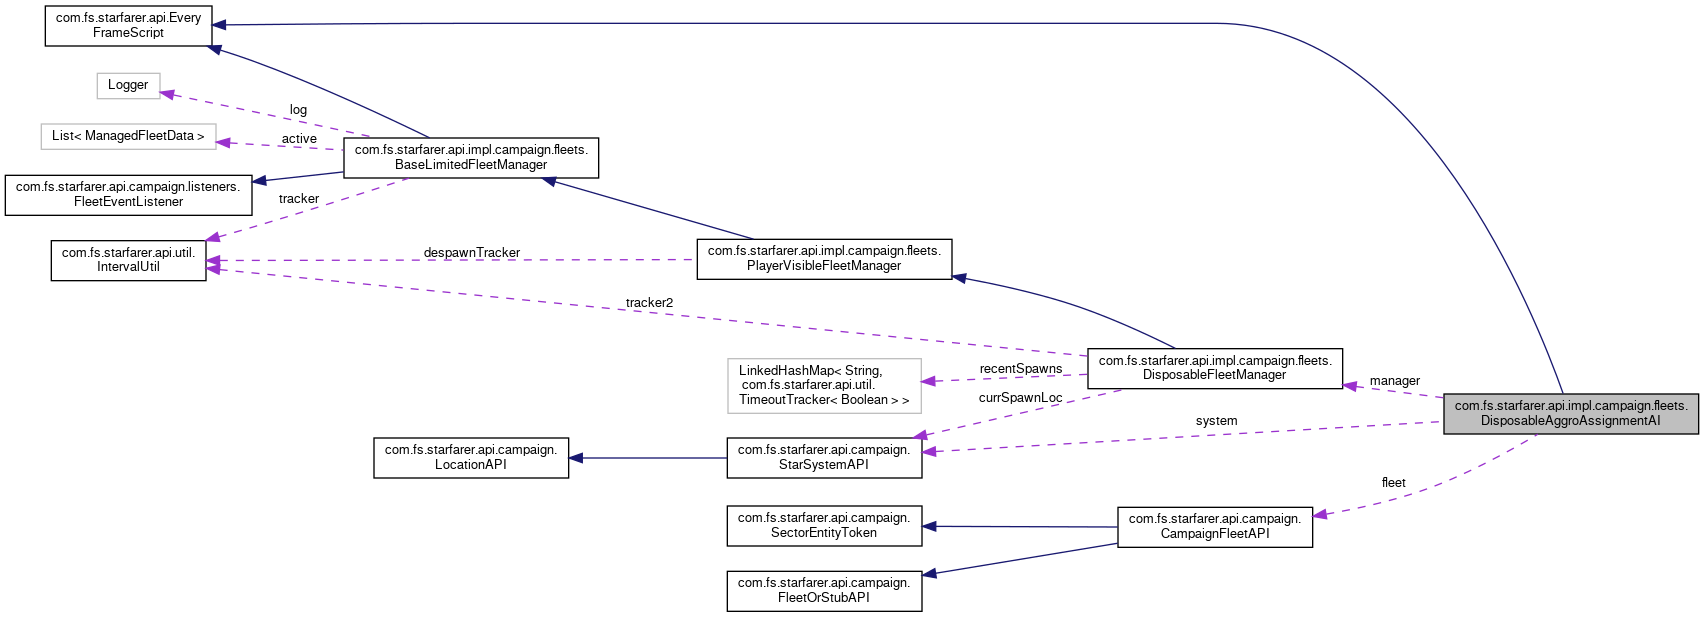 com.fs.starfarer.api.Every
FrameScript
Logger
log
List< ManagedFleetData >
active
com.fs.starfarer.api.impl.campaign.fleets.
BaseLimitedFleetManager
com.fs.starfarer.api.campaign.listeners.
FleetEventListener
tracker
com.fs.starfarer.api.util.
IntervalUtil
despawnTracker
com.fs.starfarer.api.impl.campaign.fleets.
PlayerVisibleFleetManager
tracker2
LinkedHashMap< String,
com.fs.starfarer.api.util.
TimeoutTracker< Boolean > >
recentSpawns
com.fs.starfarer.api.impl.campaign.fleets.
DisposableFleetManager
manager
currSpawnLoc
com.fs.starfarer.api.impl.campaign.fleets.
DisposableAggroAssignmentAI
system
com.fs.starfarer.api.campaign.
LocationAPI
com.fs.starfarer.api.campaign.
StarSystemAPI
fleet
com.fs.starfarer.api.campaign.
SectorEntityToken
com.fs.starfarer.api.campaign.
CampaignFleetAPI
com.fs.starfarer.api.campaign.
FleetOrStubAPI